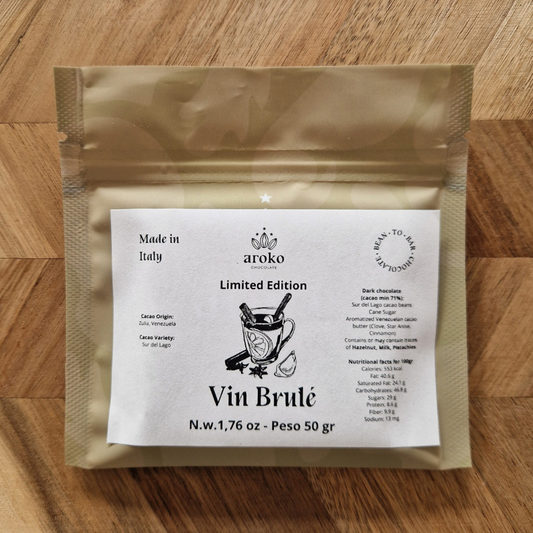 Made in
Italy
aroko
CHOCOLATE
BEAN • TO • BAR • CHOCOLATE •
Limited Edition
Cacao Origin:
Zulia, Venezuela
Cacao Variety:
Sur del Lago
Dark chocolate
(cacao min 71%)
Sur del Lago cacao beans
Cane Sugar
Aromatized Venezuelan cacao
butter (Clove, Star Anise,
Cinnamon)
Contains or may contain traces
of Hazelnut, Milk, Pistachios
Nutritional facts for 100gr
Calories: 553 kcal
Fat: 40.6 g
Saturated Fat: 24.1 g
Carbohydrates: 46.8 g
Sugars: 29 g
Protein: 8.6 g
Fiber: 9.9 g
Sodium: 13 mg
Vin Brulé
N.w.1,76 oz - Peso 50 gr